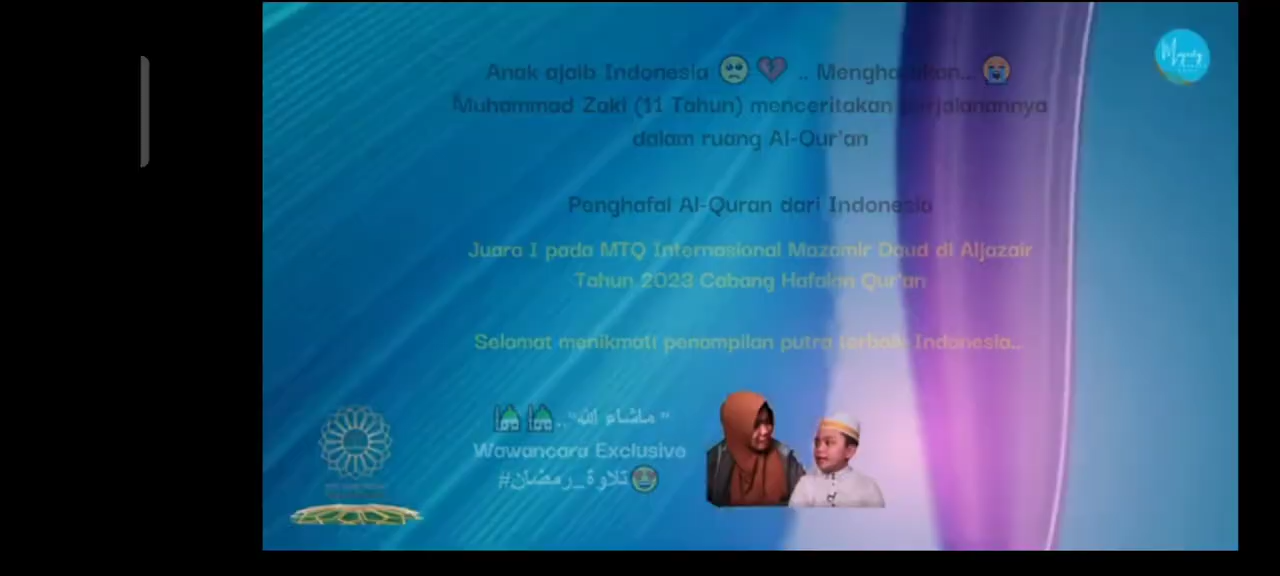 Anak ajaib Indonesia 🥺 💔 .. Mengharukan.. 😭
Muhammad Zaki (11 Tahun) menceritakan perjalanannya
dalam ruang Al-Qur'an
Penghafal Al-Quran dari Indonesia
Juara I pada MTQ Internasional Mazamir Daud di Aljazair
Tahun 2023 Cabang Hafalan Qur'an
Selamat menikmati penampilan putra terbaik Indonesia..
" ماشاء الله"..🕌🕌
Wawancara Exclusive
#تلاوة_رمضان🤩